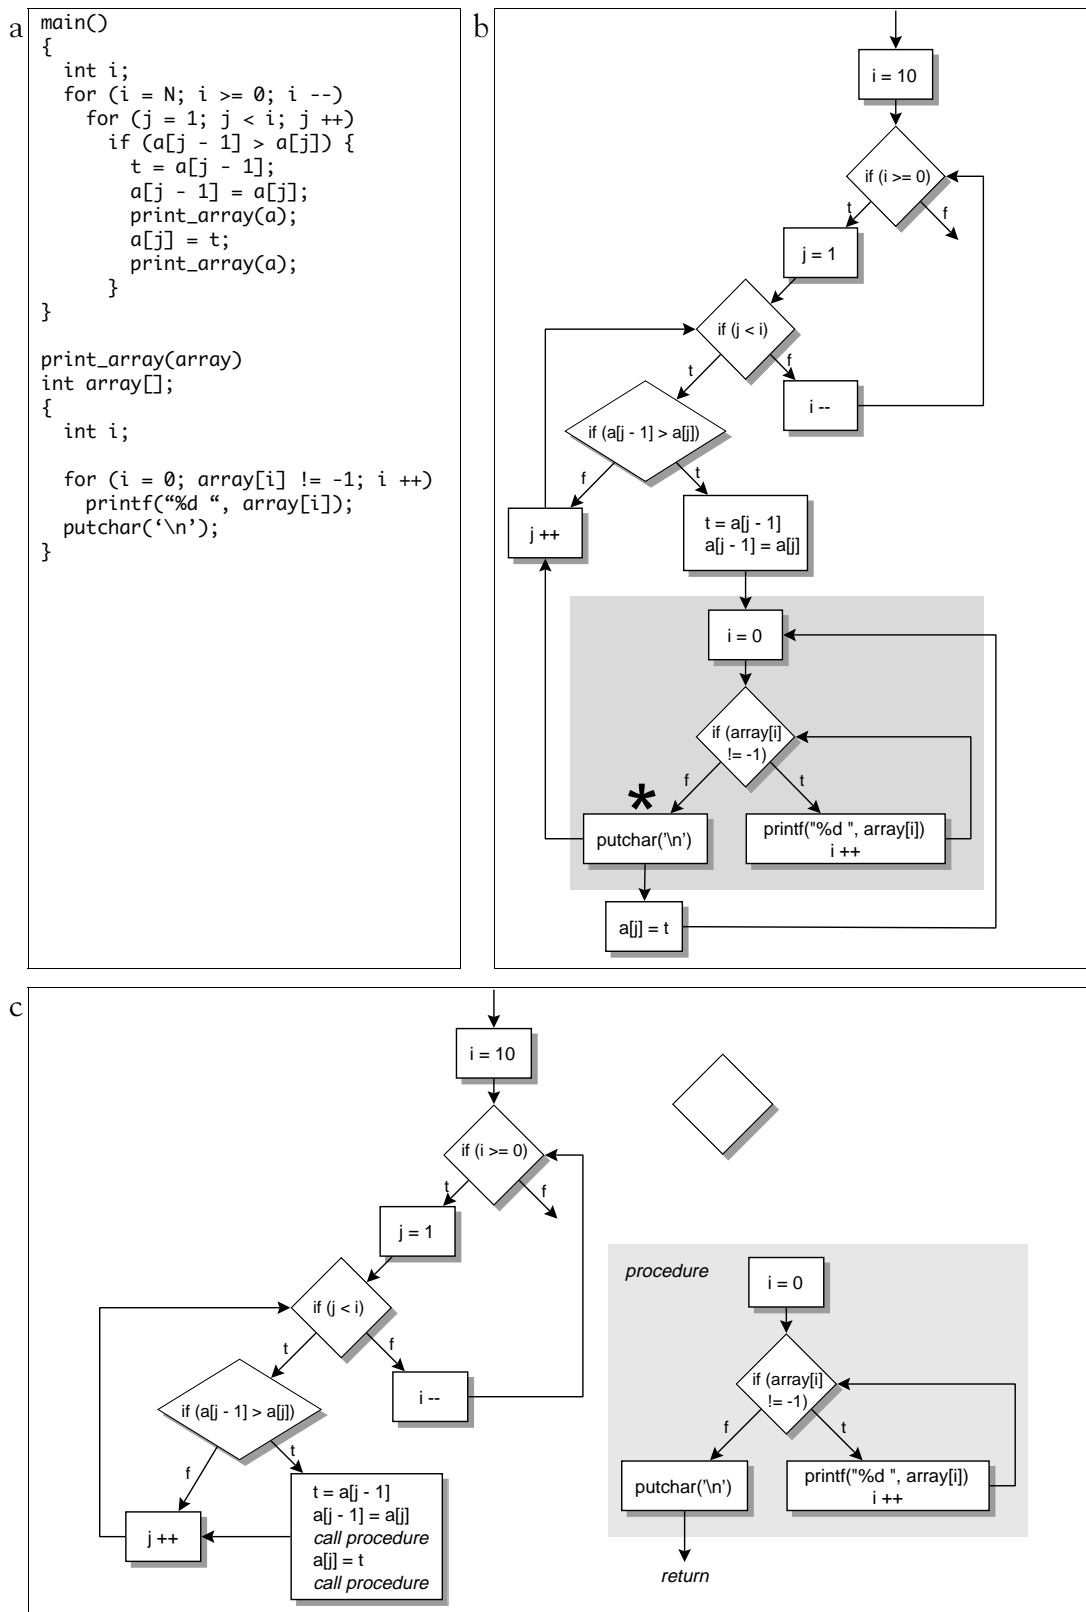 a
main()
{
  int i;
  for (i = N; i >= 0; i --)
    for (j = 1; j < i; j ++)
      if (a[j - 1] > a[j]) {
        t = a[j - 1];
        a[j - 1] = a[j];
        print_array(a);
        a[j] = t;
        print_array(a);
      }
}
print_array(array)
int array[];
{
  int i;
  for (i = 0; array[i] != -1; i ++)
    printf(“%d “, array[i]);
  putchar(‘\n’);
}
b
i = 10
if (i >= 0)
t
f
j = 1
if (j < i)
t
f
i --
if (a[j - 1] > a[j])
f
t
j ++
t = a[j - 1]
a[j - 1] = a[j]
i = 0
if (array[i]
!= -1)
f
t
*
putchar('\n')
printf("%d ", array[i])
i ++
a[j] = t
c
i = 10
if (i >= 0)
t
f
j = 1
if (j < i)
t
f
i --
if (a[j - 1] > a[j])
f
t
j ++
t = a[j - 1]
a[j - 1] = a[j]
call procedure
a[j] = t
call procedure
procedure
i = 0
if (array[i]
!= -1)
f
t
putchar('\n')
printf("%d ", array[i])
i ++
return